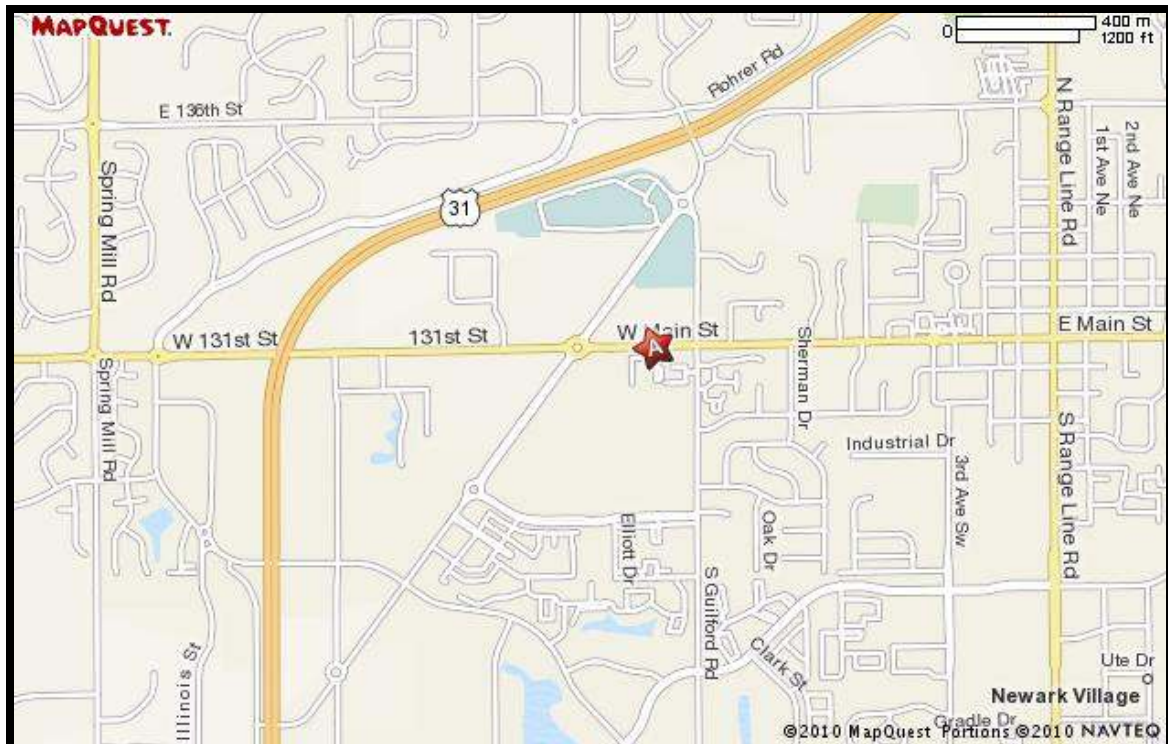 MAPQUEST.
0
400 m
1200 ft
Rohrer Rd
E 136th St
N Range Line Rd
1st Ave Ne
2nd Ave Ne
Spring Mill Rd
31
W 131st St
131st St
W Main St
E Main St
A
Sherman Dr
Spring Mill Rd
Industrial Dr
S Range Line Rd
3rd Ave Sw
Elliott Dr
Oak Dr
S Guilford Rd
Clark St
Illinois St
Ute Dr
Newark Village
Gradle Dr
©2010 MapQuest Portions ©2010 NAVTEQ